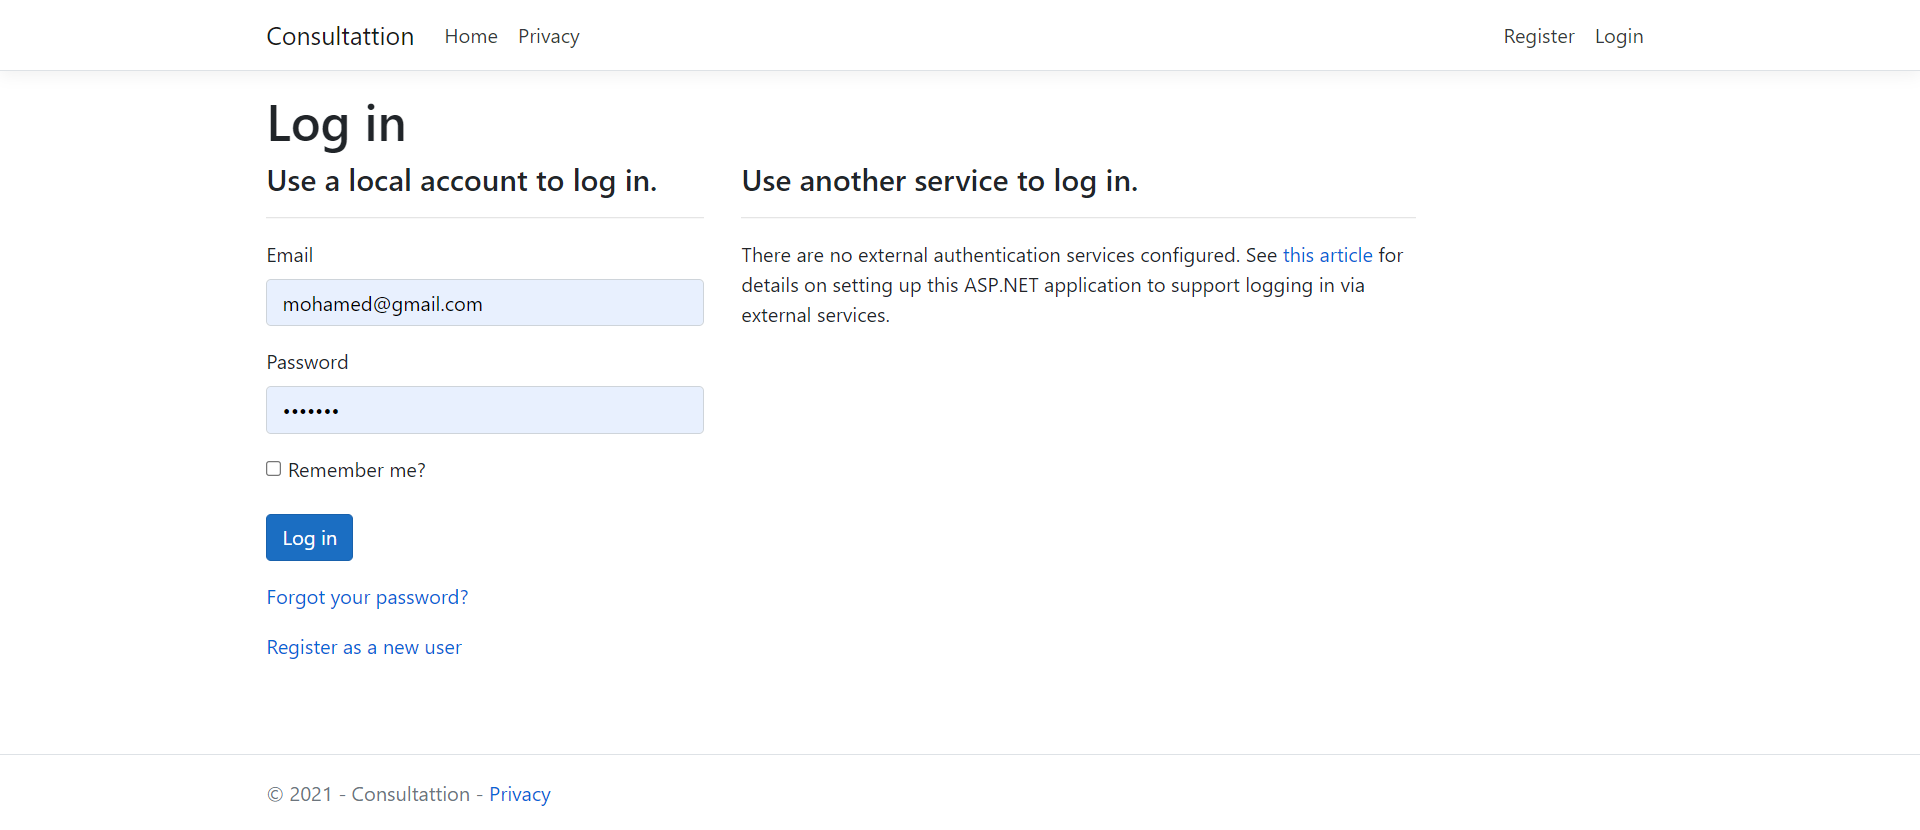 Consultattion Home Privacy Register Login
Log in
Use a local account to log in.
Email
mohamed@gmail.com
Password
•••••••
Remember me?
Log in
Forgot your password?
Register as a new user
Use another service to log in.
There are no external authentication services configured. See this article for
details on setting up this ASP.NET application to support logging in via
external services.
© 2021 - Consultattion - Privacy